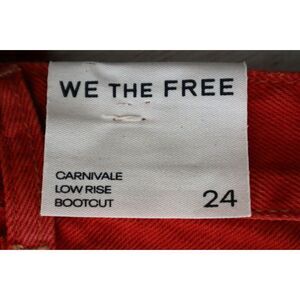 WE THE FREE
CARNIVALE
LOW RISE
BOOTCUT 24